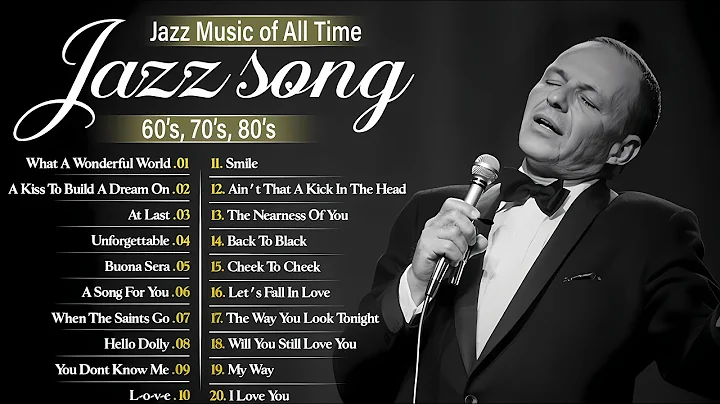 Jazz Music of All Time
Jazz song
60's, 70's, 80's
What A Wonderful World .01
A Kiss To Build A Dream On .02
At Last .03
Unforgettable .04
Buona Sera .05
A Song For You .06
When The Saints Go .07
Hello Dolly .08
You Dont Know Me .09
Love .10
11. Smile
12. Ain't That A Kick In The Head
13. The Nearness Of You
14. Back To Black
15. Cheek To Cheek
16. Let's Fall In Love
17. The Way You Look Tonight
18. Will You Still Love You
19. My Way
20. I Love You